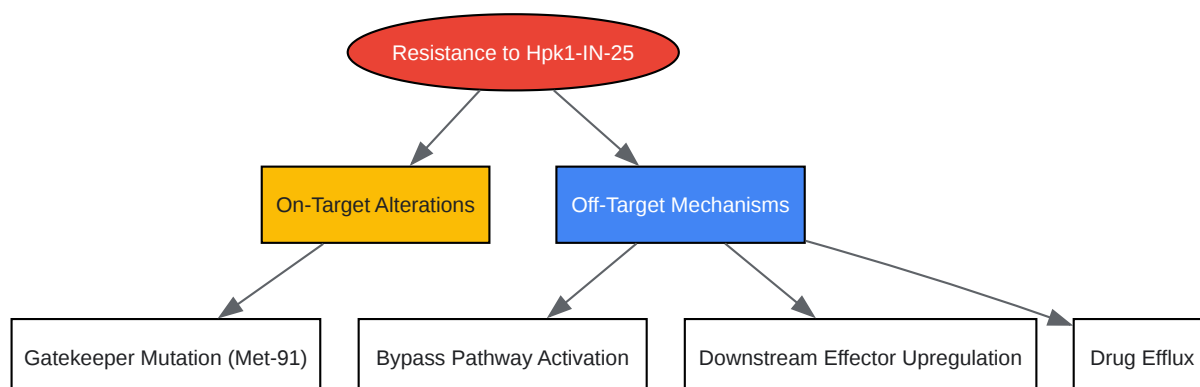 Resistance to Hpk1-IN-25
On-Target Alterations
Off-Target Mechanisms
Gatekeeper Mutation (Met-91)
Bypass Pathway Activation
Downstream Effector Upregulation
Drug Efflux